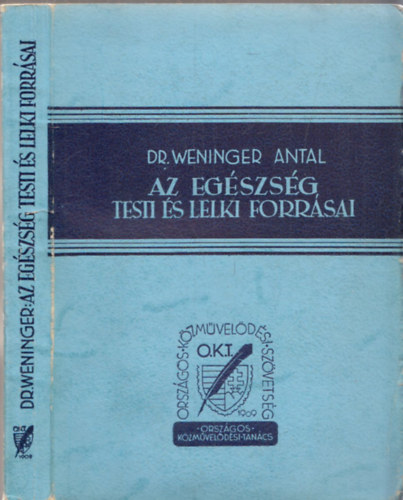 DR.WENINGER:AZ EGÉSZSÉG TESTI ÉS LELKI FORRÁSAI
1909
DR. WENINGER ANTAL
AZ EGÉSZSÉG
TESTI ÉS LELKI FORRÁSAI
ORSZÁGOS·KÖZMŰVELŐDÉSI·SZÖVETSÉG
O.K.T.
1909
·ORSZÁGOS·
KÖZMŰVELŐDÉSI·TANÁCS